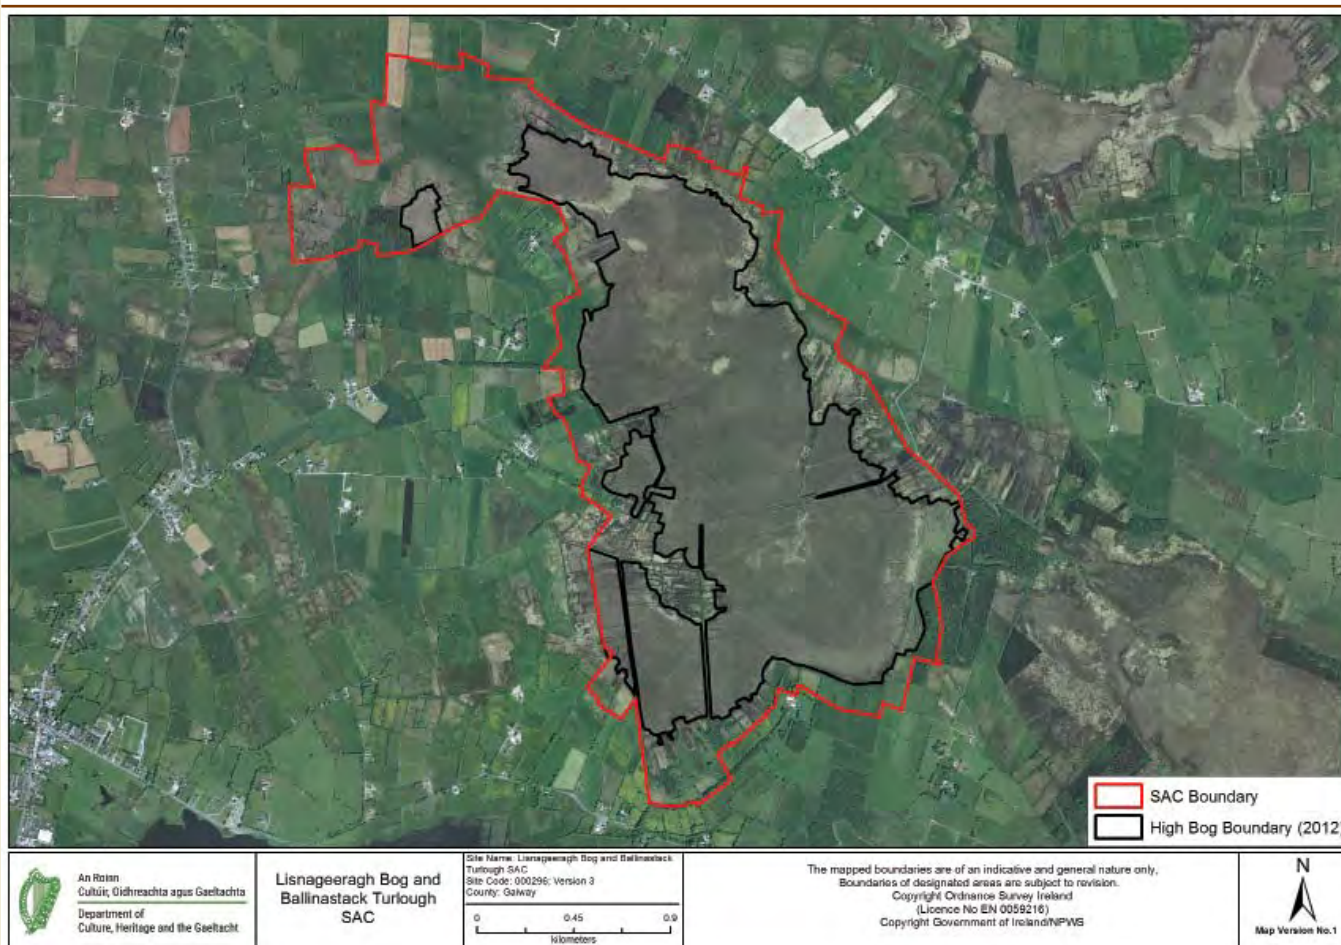 SAC Boundary
High Bog Boundary (2012)
An Roinn
Cultúir, Oidhreachta agus Gaeltachta
Department of
Culture, Heritage and the Gaeltacht
Lisnageeragh Bog and
Ballinastack Turlough
SAC
Site Name: Lisnageeragh Bog and Ballinastack
Turlough SAC
Site Code: 000296; Version 3
County: Galway
0 0.45 0.9
kilometers
The mapped boundaries are of an indicative and general nature only,
Boundaries of designated areas are subject to revision.
Copyright Ordnance Survey Ireland
(Licence No EN 0059216)
Copyright Government of Ireland/NPWS
N
Map Version No.1